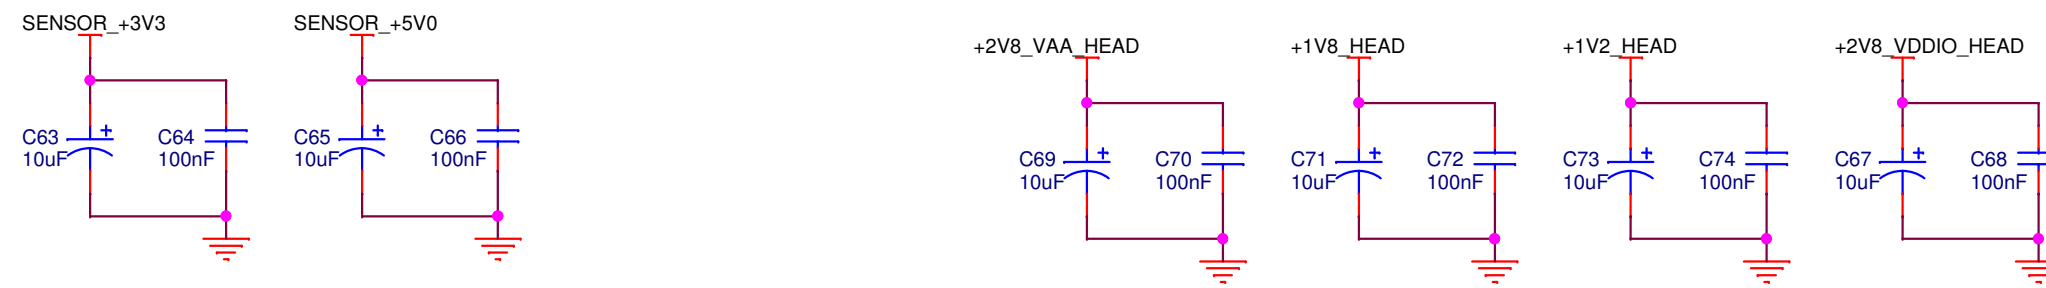 SENSOR_+3V3
SENSOR_+5V0
+2V8_VAA_HEAD
+1V8_HEAD
+1V2_HEAD
+2V8_VDDIO_HEAD
C63
10uF
C64
100nF
C65
10uF
C66
100nF
C69
10uF
C70
100nF
C71
10uF
C72
100nF
C73
10uF
C74
100nF
C67
10uF
C68
100nF